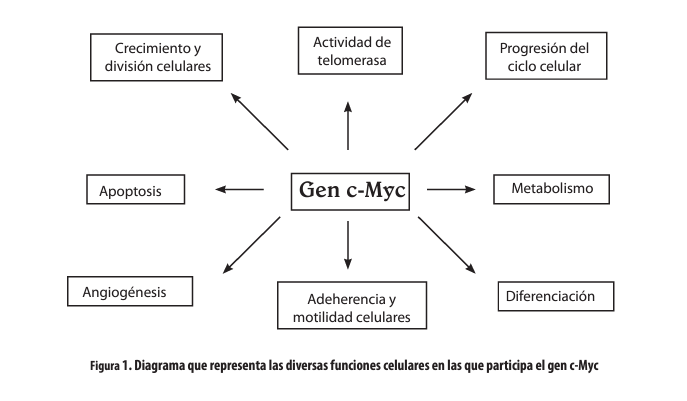 Crecimiento y
división celulares
Actividad de
telomerasa
Progresión del
ciclo celular
Apoptosis
Gen c-Myc
Metabolismo
Angiogénesis
Adeherencia y
motilidad celulares
Diferenciación
Figura 1. Diagrama que representa las diversas funciones celulares en las que participa el gen c-Myc